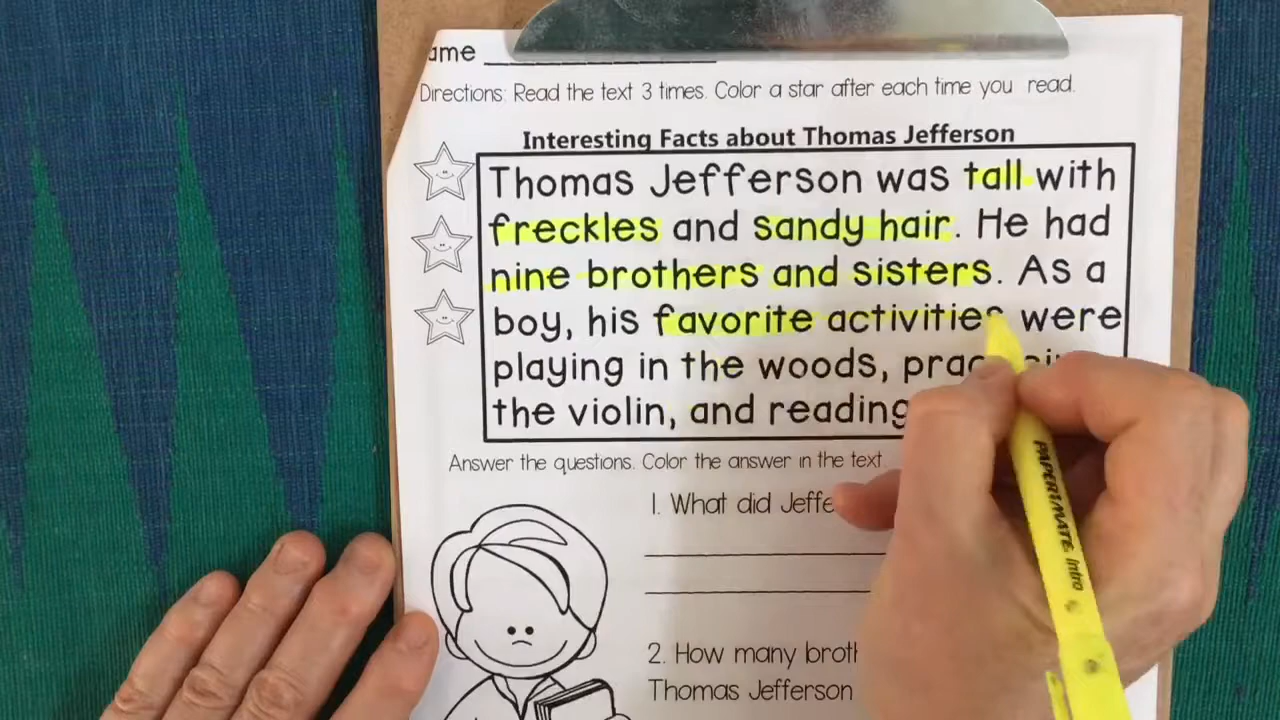 ame
Directions: Read the text 3 times. Color a star after each time you read.
Interesting Facts about Thomas Jefferson
Thomas Jefferson was tall with
freckles and sandy hair. He had
nine brothers and sisters. As a
boy, his favorite activities were
playing in the woods,
the violin, and reading
Answer the questions. Color the answer in the text.
1. What did
2. How many
Thomas Jefferson
PAPER MATE Intro